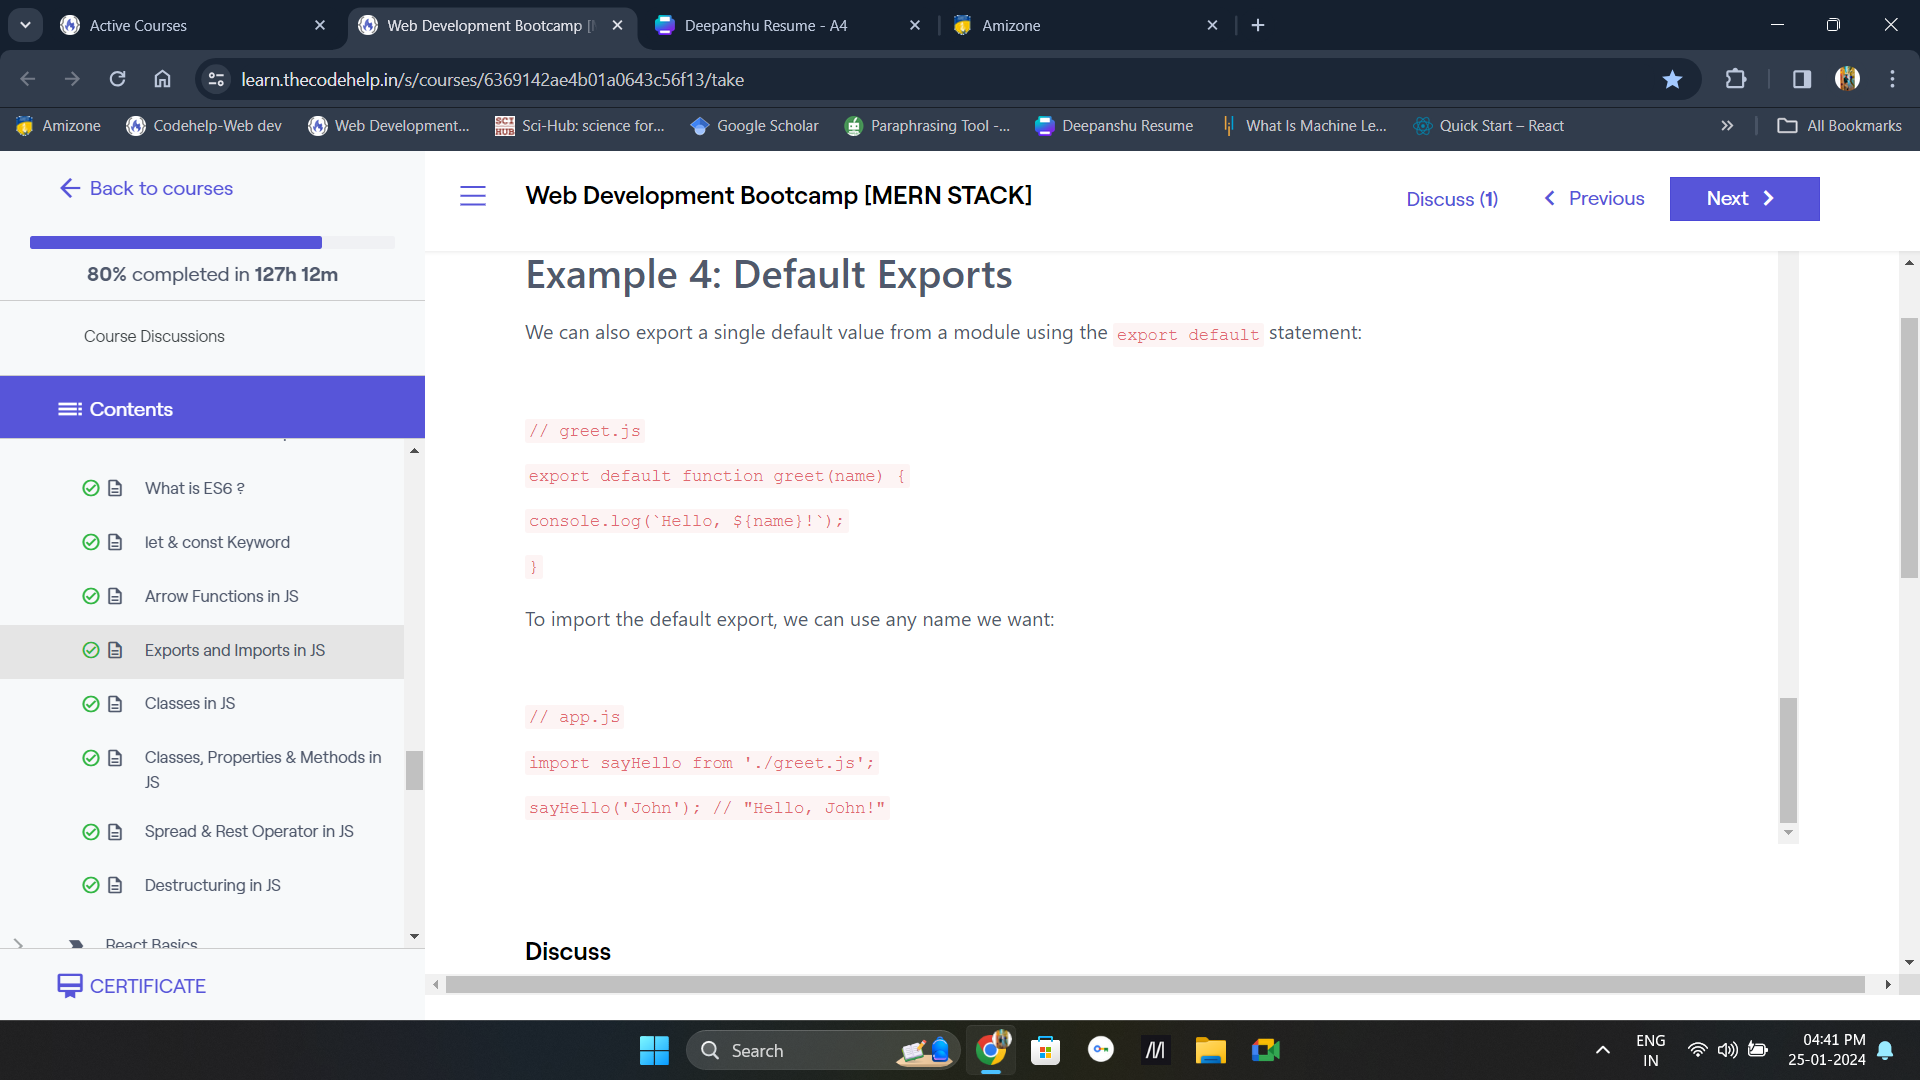 Active Courses
Web Development Bootcamp [
Deepanshu Resume - A4
Amizone
learn.thecodehelp.in/s/courses/6369142ae4b01a0643c56f13/take
Amizone
Codehelp-Web dev
Web Development...
SCI HUB
Sci-Hub: science for...
Google Scholar
Paraphrasing Tool -...
Deepanshu Resume
What Is Machine Le...
Quick Start – React
All Bookmarks
Back to courses
80% completed in 127h 12m
Course Discussions
Contents
What is ES6 ?
let & const Keyword
Arrow Functions in JS
Exports and Imports in JS
Classes in JS
Classes, Properties & Methods in
JS
Spread & Rest Operator in JS
Destructuring in JS
React Basics
CERTIFICATE
Web Development Bootcamp [MERN STACK]
Discuss (1)
Previous
Next
Example 4: Default Exports
We can also export a single default value from a module using the export default statement:
// greet.js
export default function greet(name) {
console.log(`Hello, ${name}!`);
}
To import the default export, we can use any name we want:
// app.js
import sayHello from './greet.js';
sayHello('John'); // "Hello, John!"
Discuss
Search
ENG
IN
04:41 PM
25-01-2024